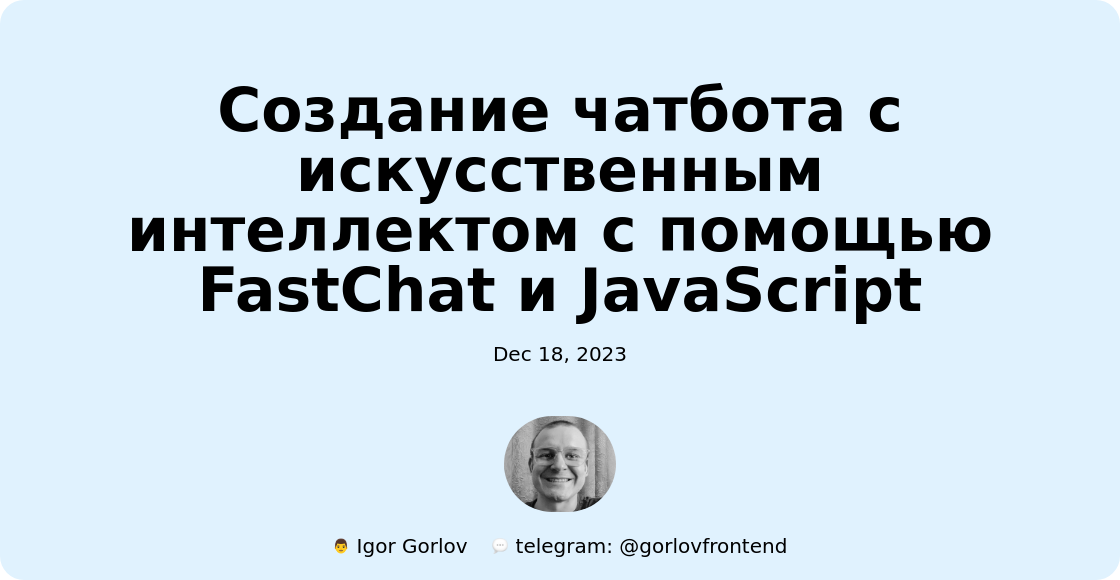 Создание чатбота с
искусственным
интеллектом с помощью
FastChat и JavaScript
Dec 18, 2023
Igor Gorlov telegram: @gorlovfrontend